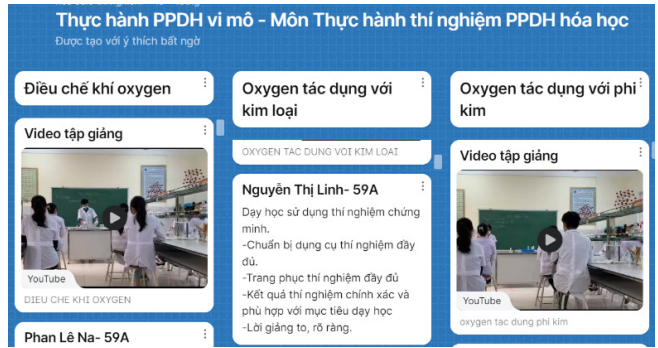 Thực hành PPDH vi mô - Môn Thực hành thí nghiệm PPDH hóa học
Được tạo với ý thích bất ngờ
Điều chế khí oxygen
Video tập giảng
YouTube
DIEU CHE KHI OXYGEN
Phan Lê Na- 59A
Oxygen tác dụng với
kim loại
OXYGEN TAC DUNG VOI KIM LOAI
Nguyễn Thị Linh- 59A
Dạy học sử dụng thí nghiệm chứng
minh.
-Chuẩn bị dụng cụ thí nghiệm đầy
đủ.
-Trang phục thí nghiệm đầy đủ
-Kết quả thí nghiệm chính xác và
phù hợp với mục tiêu dạy học
-Lời giảng to, rõ ràng.
Oxygen tác dụng với phi
kim
Video tập giảng
YouTube
oxygen tac dung phi kim